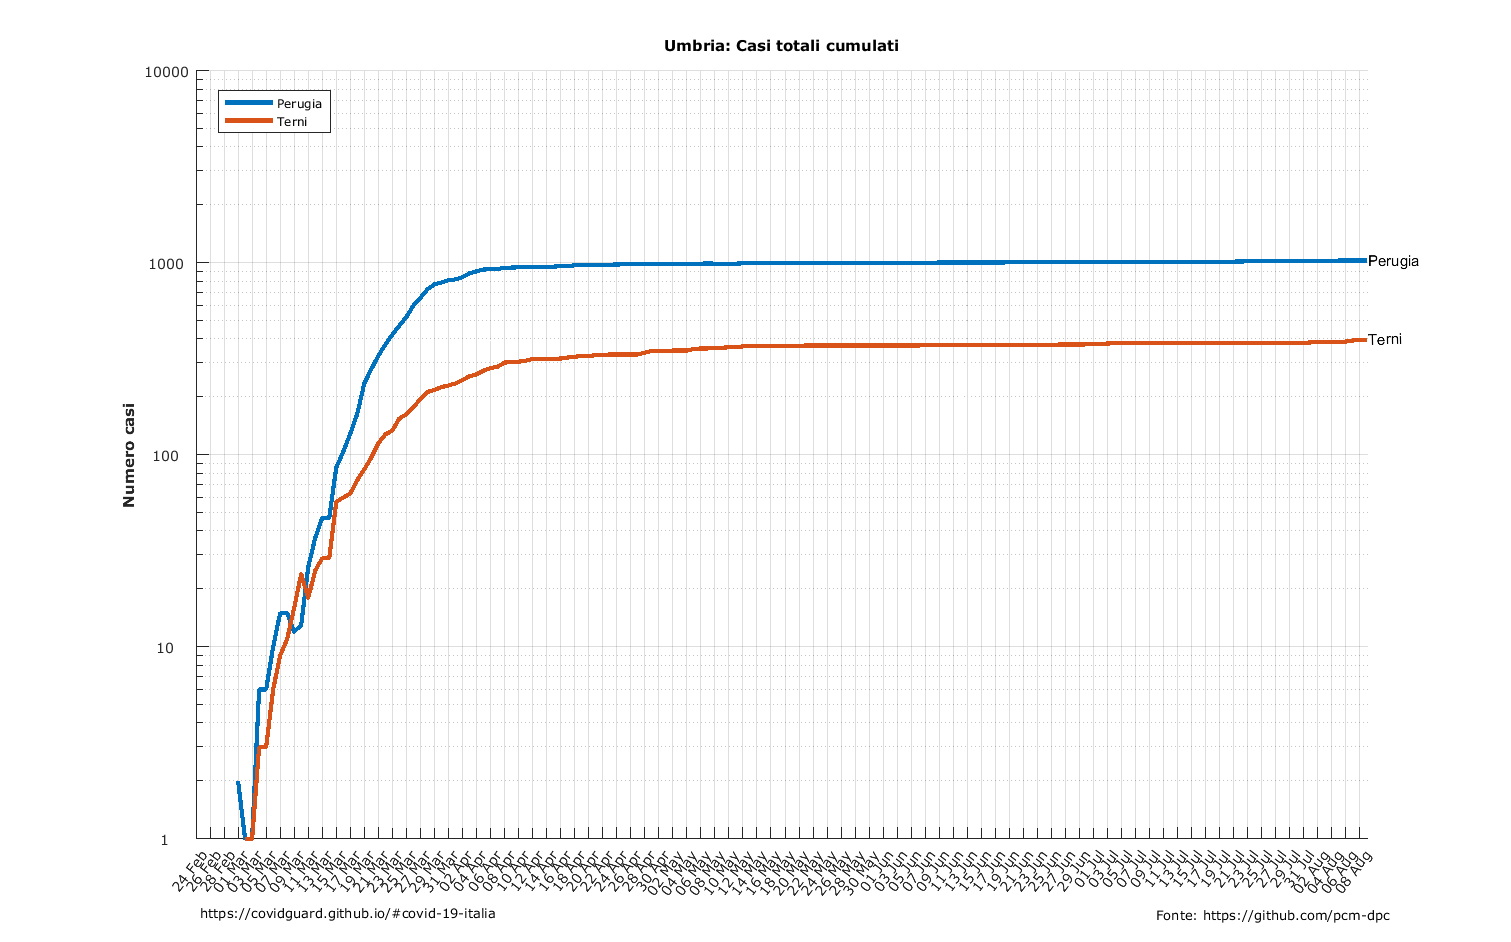 Umbria: Casi totali cumulati
10000
1000
100
10
1
Numero casi
Perugia
Terni
Perugia
Terni
24 Feb
26 Feb
28 Feb
01 Mar
03 Mar
05 Mar
07 Mar
09 Mar
11 Mar
13 Mar
15 Mar
17 Mar
19 Mar
21 Mar
23 Mar
25 Mar
27 Mar
29 Mar
31 Mar
02 Apr
04 Apr
06 Apr
08 Apr
10 Apr
12 Apr
14 Apr
16 Apr
18 Apr
20 Apr
22 Apr
24 Apr
26 Apr
28 Apr
30 Apr
02 May
04 May
06 May
08 May
10 May
12 May
14 May
16 May
18 May
20 May
22 May
24 May
26 May
28 May
30 May
01 Jun
03 Jun
05 Jun
07 Jun
09 Jun
11 Jun
13 Jun
15 Jun
17 Jun
19 Jun
21 Jun
23 Jun
25 Jun
27 Jun
29 Jun
01 Jul
03 Jul
05 Jul
07 Jul
09 Jul
11 Jul
13 Jul
15 Jul
17 Jul
19 Jul
21 Jul
23 Jul
25 Jul
27 Jul
29 Jul
31 Jul
02 Aug
04 Aug
06 Aug
08 Aug
https://covidguard.github.io/#covid-19-italia
Fonte: https://github.com/pcm-dpc